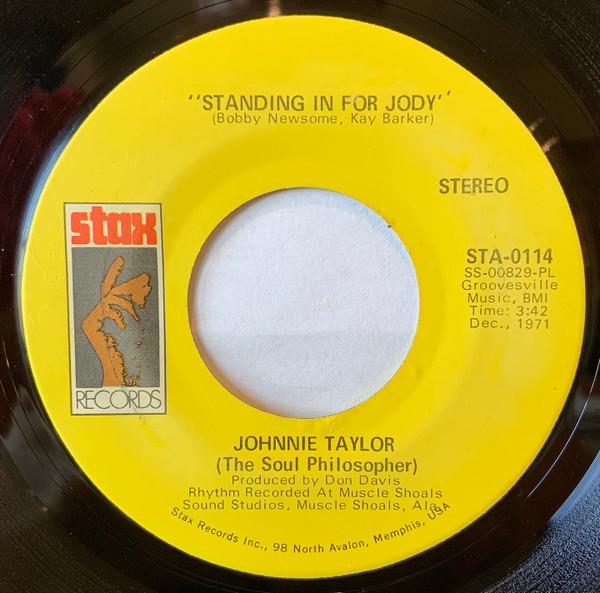 "STANDING IN FOR JODY"
(Bobby Newsome, Kay Barker)
STEREO
stax
RECORDS
STA-0114
SS-00829-PL
Groovesville
Music, BMI
Time: 3:42
Dec., 1971
JOHNNIE TAYLOR
(The Soul Philosopher)
Produced by Don Davis
Rhythm Recorded At Muscle Shoals
Sound Studios, Muscle Shoals, Ala.
Stax Records Inc., 98 North Avalon, Memphis, USA